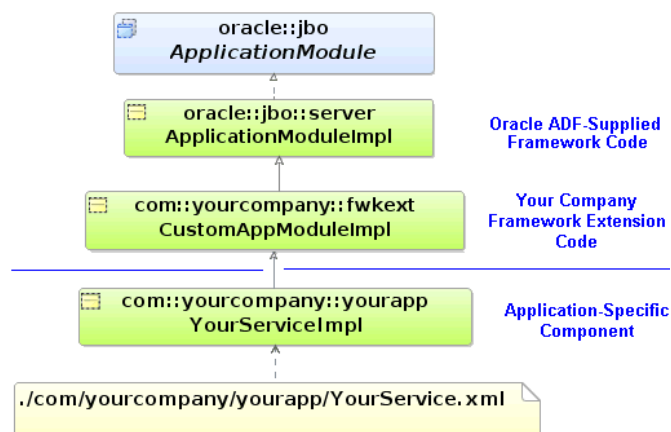 oracle::jbo
ApplicationModule
oracle::jbo::server
ApplicationModuleImpl
Oracle ADF-Supplied
Framework Code
com::yourcompany::fwkext
CustomAppModuleImpl
Your Company
Framework Extension
Code
com::yourcompany::yourapp
YourServiceImpl
Application-Specific
Component
./com/yourcompany/yourapp/YourService.xml